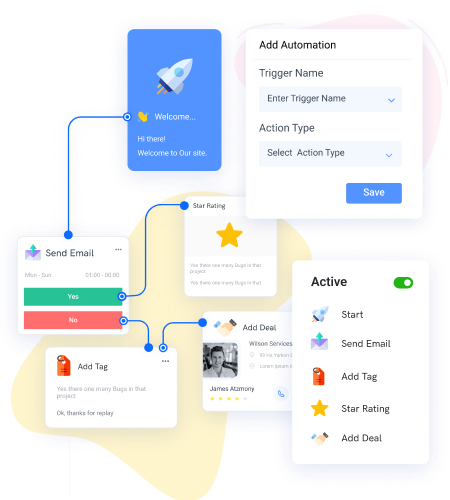 Add Automation
Trigger Name
Enter Trigger Name
Action Type
Select Action Type
Save
Welcome...
Hi there!
Welcome to Our site.
Star Rating
Yes there one many Bugs in that
project
Yes there one many Bugs in that
Send Email
Mon - Sun
01:00 - 00:00
Yes
No
Add Deal
Wilson Services
Lorem Ipsum
James Atzmony
Add Tag
Yes there one many Bugs in that
project
Ok, thanks for replay
Active
Start
Send Email
Add Tag
Star Rating
Add Deal